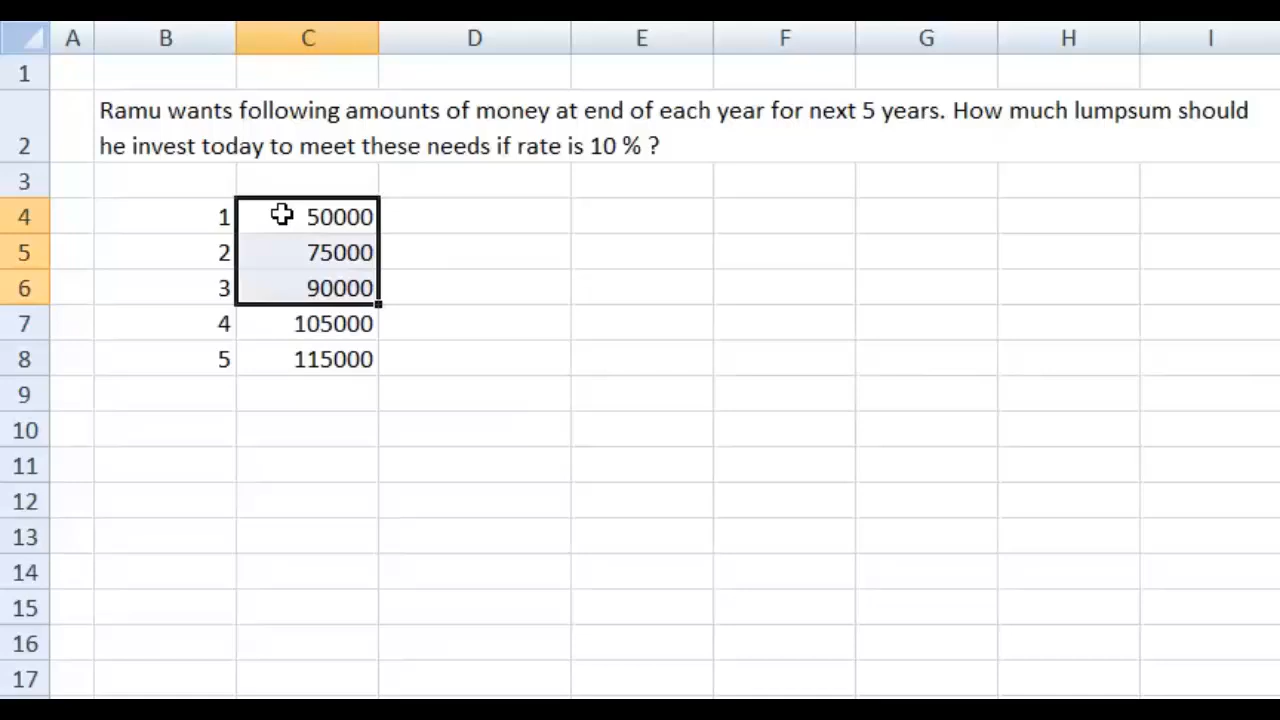 A B C D E F G H I
1
2 Ramu wants following amounts of money at end of each year for next 5 years. How much lumpsum should
he invest today to meet these needs if rate is 10 % ?
3
4 1 50000
5 2 75000
6 3 90000
7 4 105000
8 5 115000
9
10
11
12
13
14
15
16
17